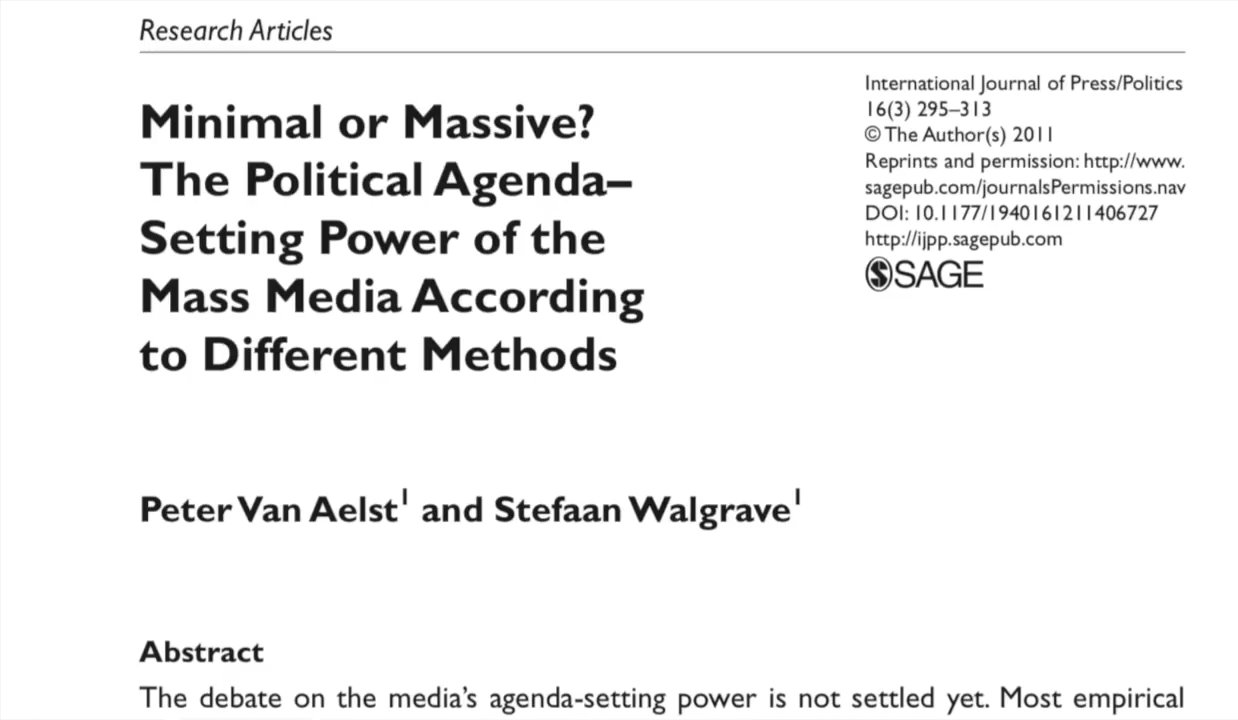 Research Articles
International Journal of Press/Politics
16(3) 295–313
© The Author(s) 2011
Reprints and permission: http://www.
sagepub.com/journalsPermissions.nav
DOI: 10.1177/1940161211406727
http://ijpp.sagepub.com
SAGE
Minimal or Massive?
The Political Agenda–
Setting Power of the
Mass Media According
to Different Methods
Peter Van Aelst1 and Stefaan Walgrave1
Abstract
The debate on the media’s agenda-setting power is not settled yet. Most empirical